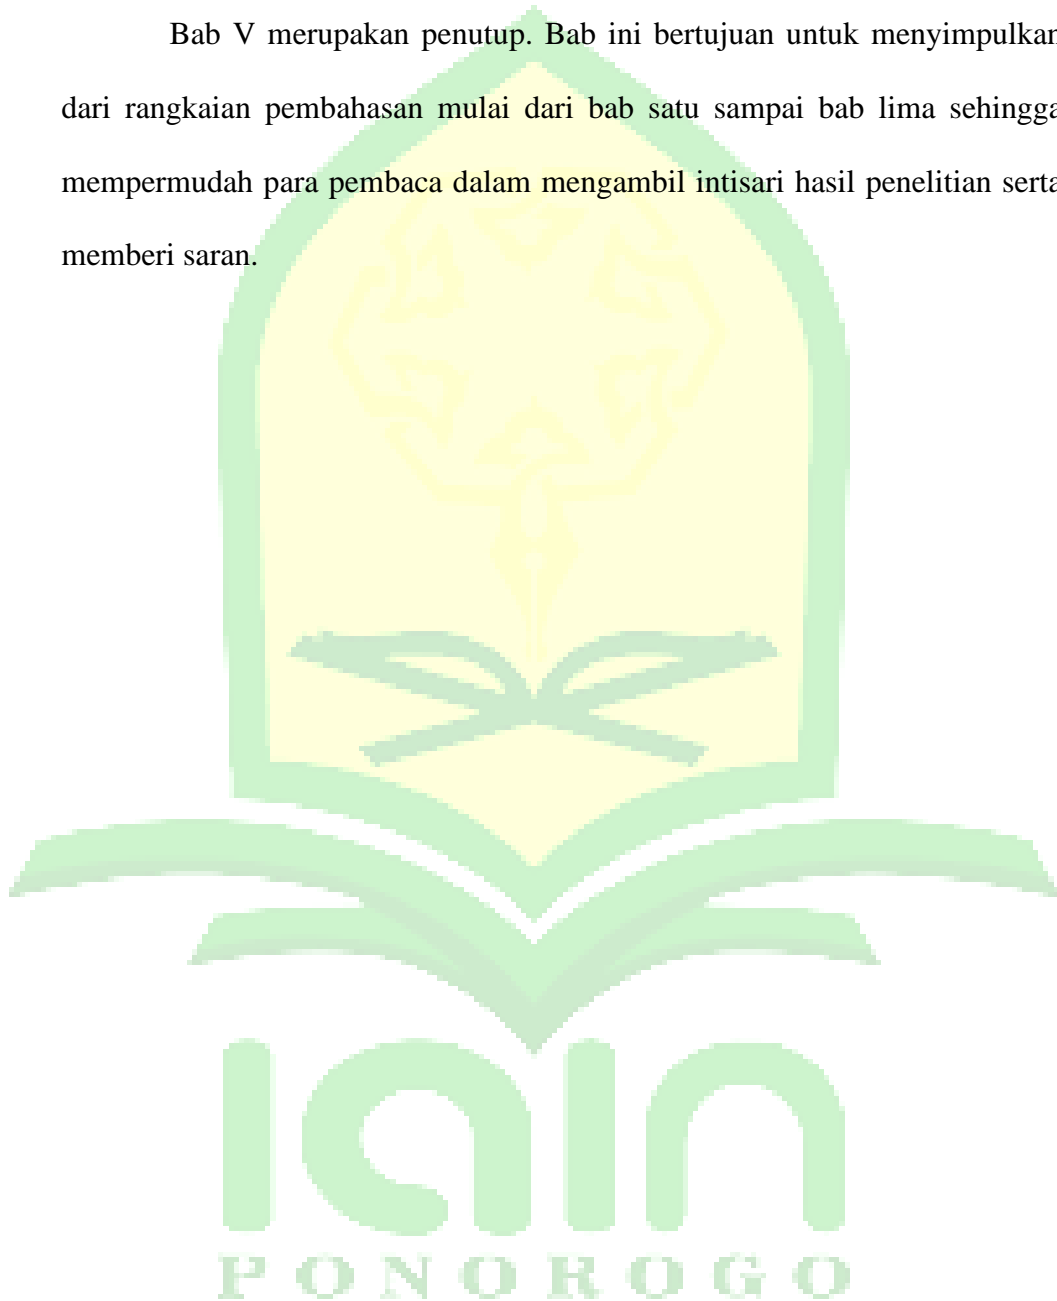 Bab V merupakan penutup. Bab ini bertujuan untuk menyimpulkan
dari rangkaian pembahasan mulai dari bab satu sampai bab lima sehingga
mempermudah para pembaca dalam mengambil intisari hasil penelitian serta
memberi saran.
iain
PONOROGO